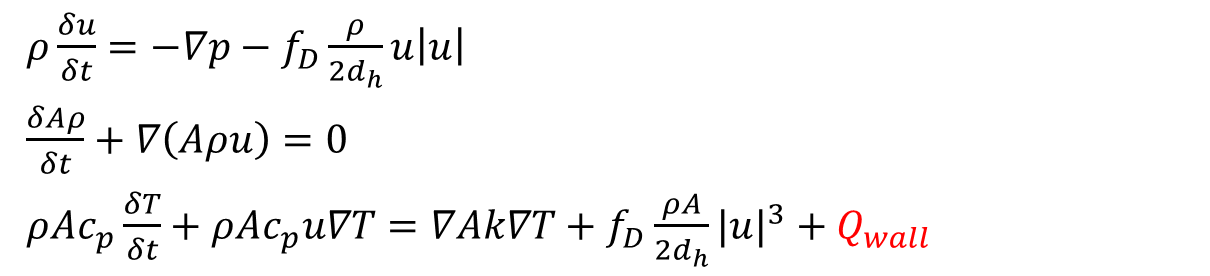 ρ δu/δt = −∇p − f_D ρ/2d_h u|u|
δAρ/δt + ∇(Aρu) = 0
ρAc_p δT/δt + ρAc_p u∇T = ∇Ak∇T + f_D ρA/2d_h |u|³ + Q_wall